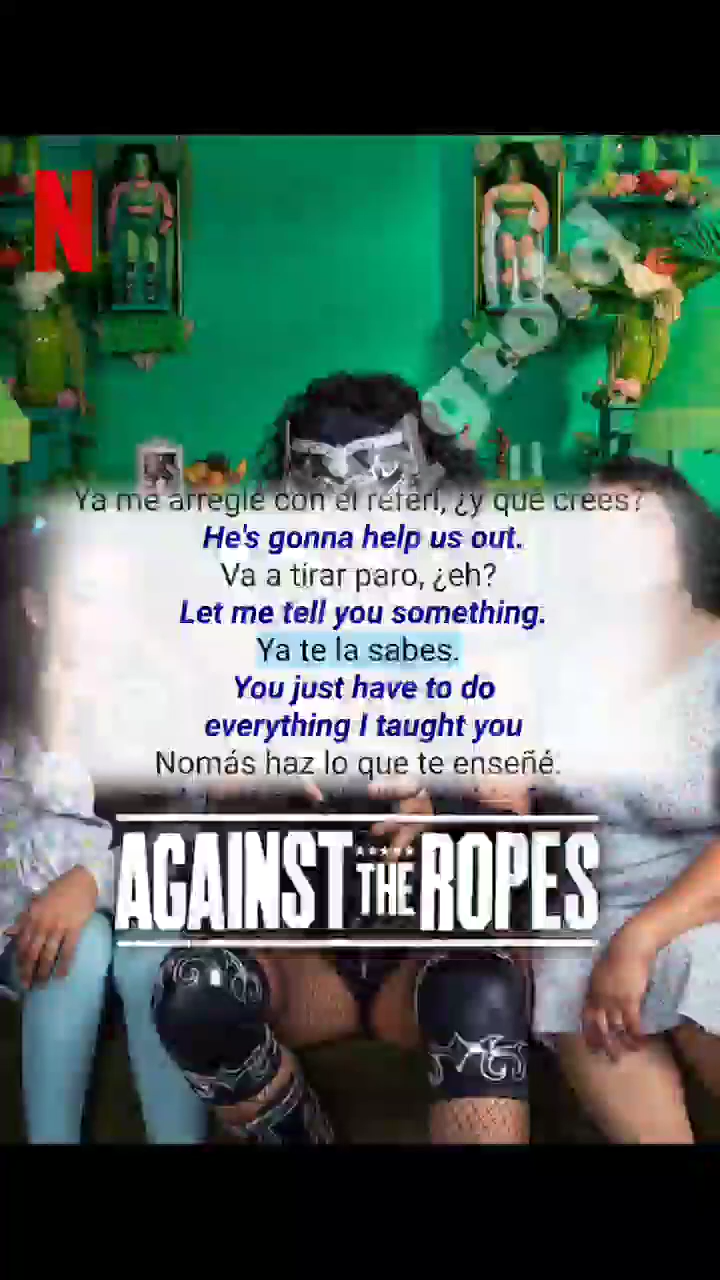 N
Ya me arreglé con el réferi, ¿y qué crees?
He's gonna help us out.
Va a tirar paro, ¿eh?
Let me tell you something.
Ya te la sabes.
You just have to do
everything I taught you
Nomás haz lo que te enseñé.
AGAINST THE ROPES